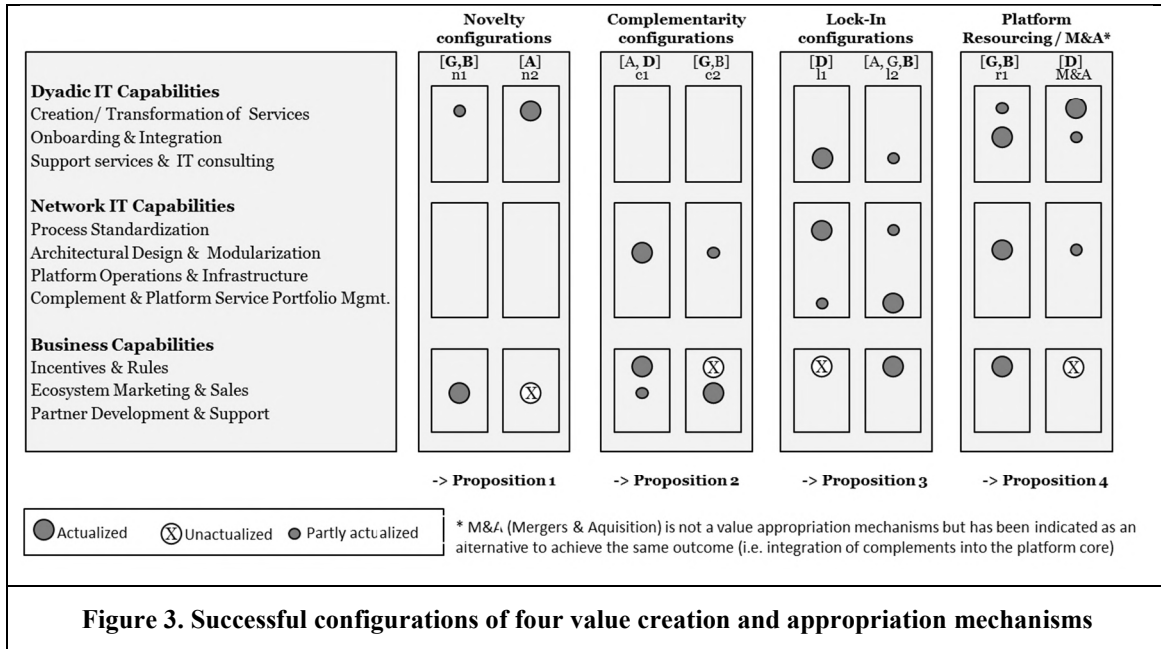 Novelty configurations
Complementarity configurations
Lock-In configurations
Platform Resourcing / M&A*
[G,B] n1
[A] n2
[A, D] c1
[G,B] c2
[D] l1
[A, G,B] l2
[G,B] r1
[D] M&A
Dyadic IT Capabilities
Creation/ Transformation of Services
Onboarding & Integration
Support services & IT consulting
Network IT Capabilities
Process Standardization
Architectural Design & Modularization
Platform Operations & Infrastructure
Complement & Platform Service Portfolio Mgmt.
Business Capabilities
Incentives & Rules
X X X
Ecosystem Marketing & Sales
X
Partner Development & Support
-> Proposition 1
-> Proposition 2
-> Proposition 3
-> Proposition 4
Actualized X Unactualized Partly actualized
* M&A (Mergers & Aquisition) is not a value appropriation mechanisms but has been indicated as an
alternative to achieve the same outcome (i.e. integration of complements into the platform core)
Figure 3. Successful configurations of four value creation and appropriation mechanisms